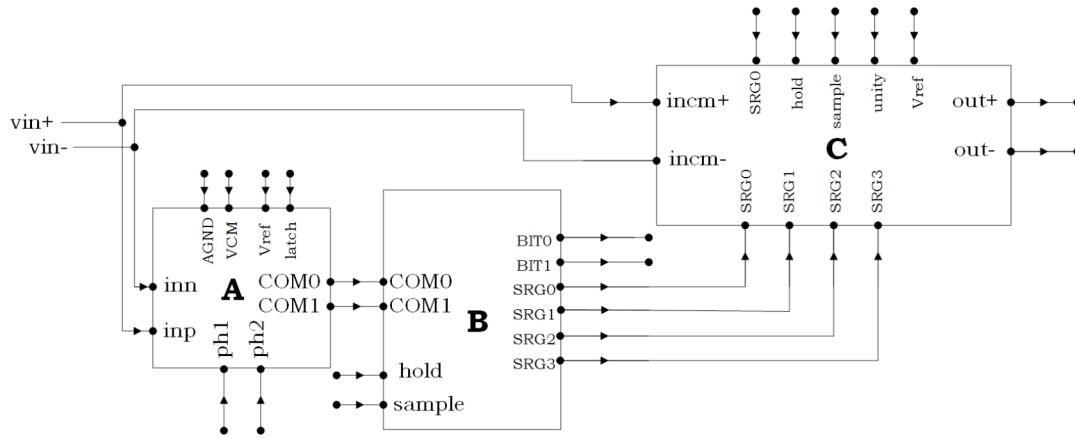 SRG0
hold
sample
unity
Vref
vin+
vin-
incm+
incm-
out+
out-
C
SRG0
SRG1
SRG2
SRG3
AGND
VCM
Vref
latch
inn
inp
A
COM0
COM1
ph1
ph2
COM0
COM1
B
hold
sample
BIT0
BIT1
SRG0
SRG1
SRG2
SRG3